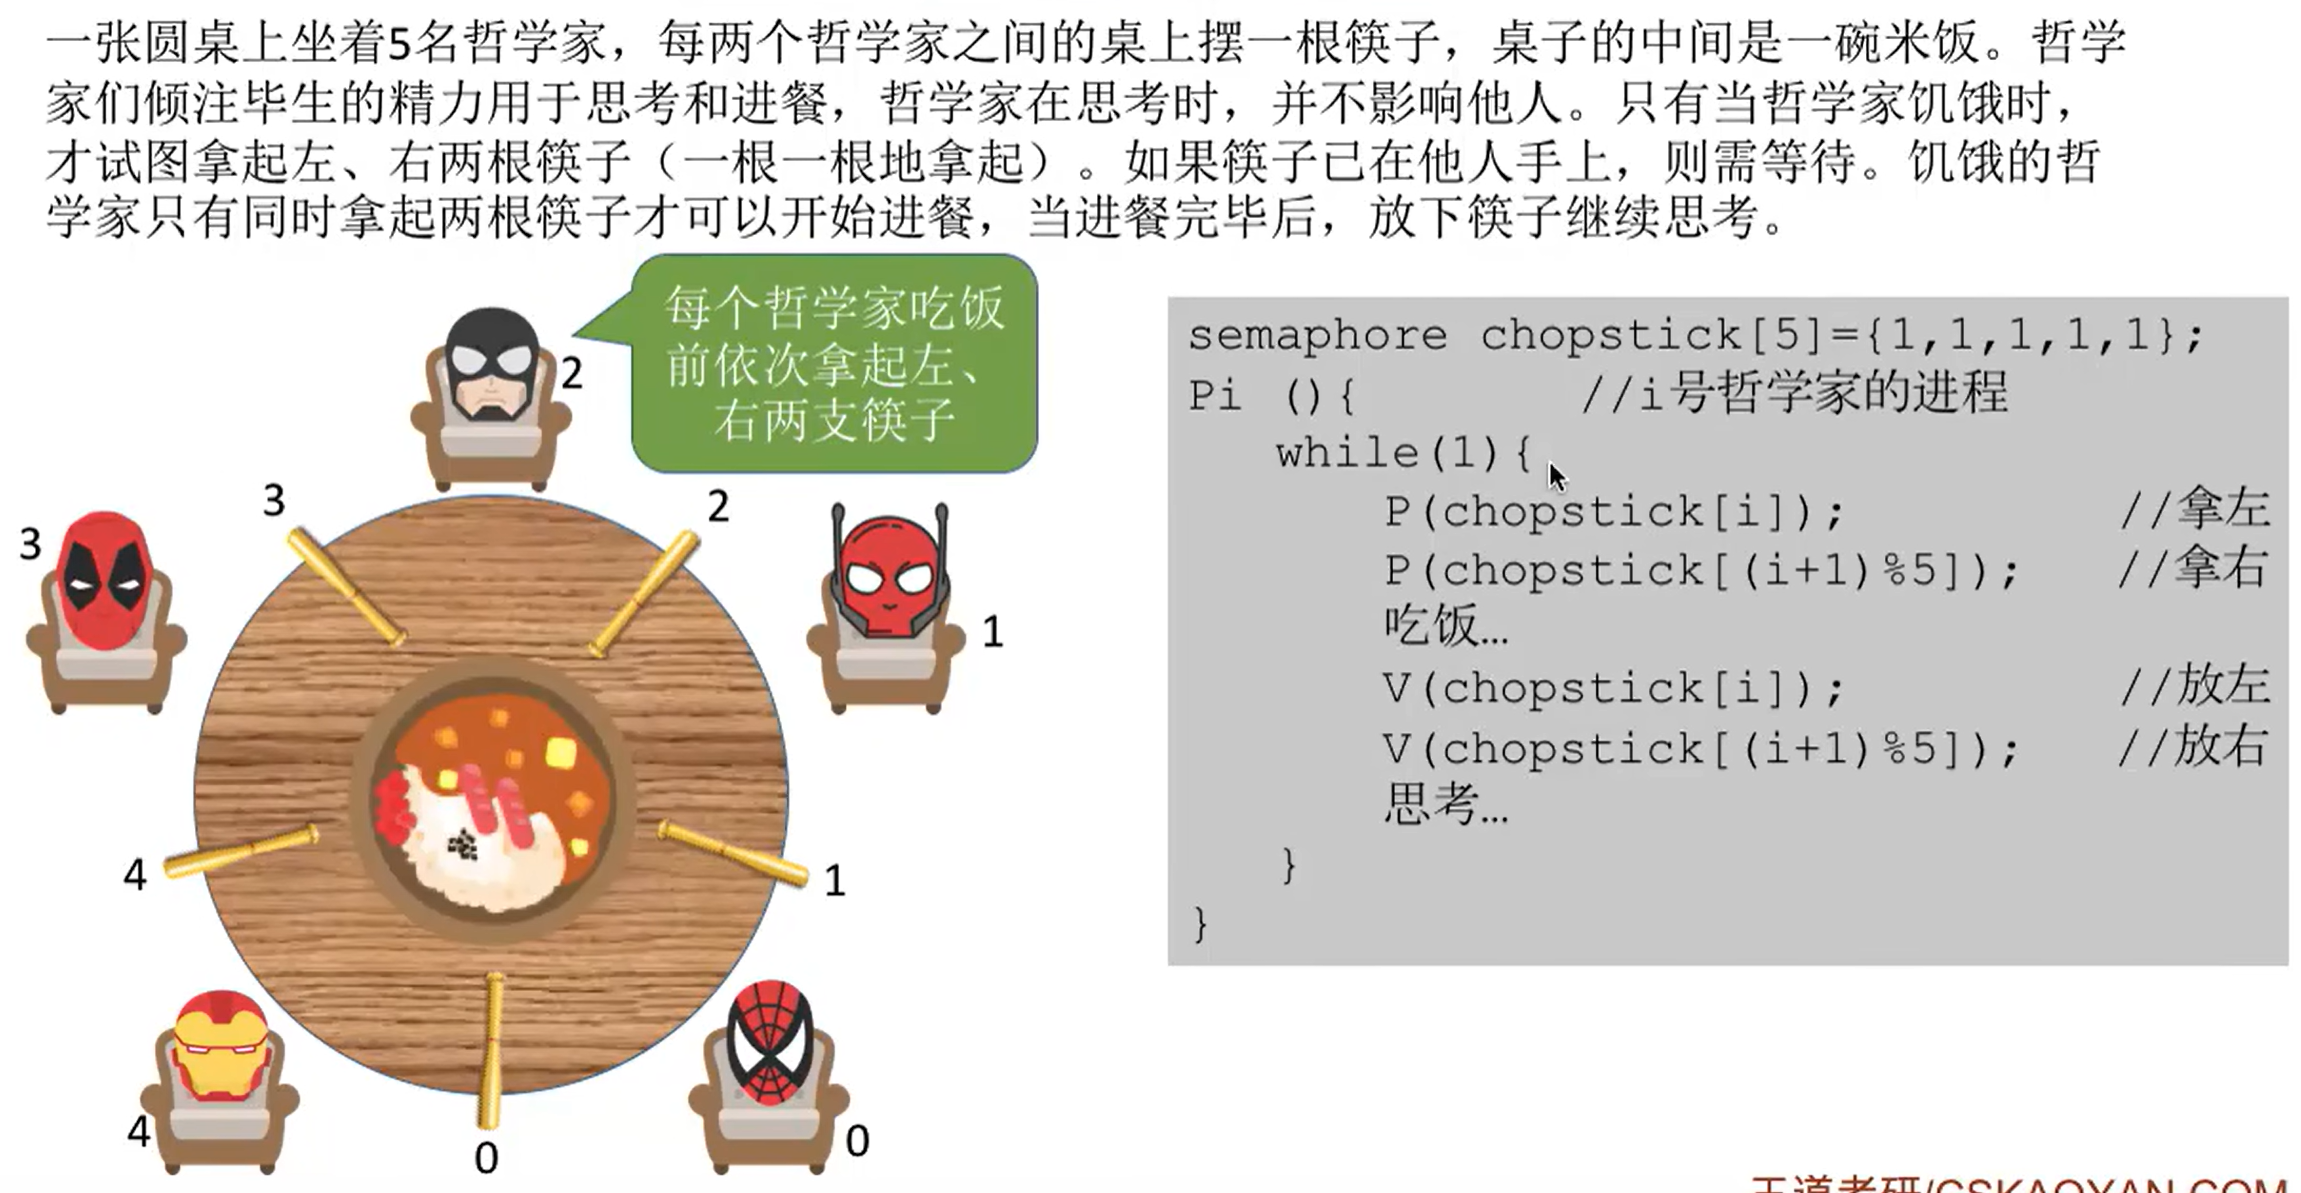 一张圆桌上坐着5名哲学家，每两个哲学家之间的桌上摆一根筷子，桌子的中间是一碗米饭。哲学
家们倾注毕生的精力用于思考和进餐，哲学家在思考时，并不影响他人。只有当哲学家饥饿时，
才试图拿起左、右两根筷子（一根一根地拿起）。如果筷子已在他人手上，则需等待。饥饿的哲
学家只有同时拿起两根筷子才可以开始进餐，当进餐完毕后，放下筷子继续思考。
每个哲学家吃饭
前依次拿起左、
右两支筷子
2
3
2
3
1
4
1
4
0
0
semaphore chopstick[5]={1,1,1,1,1};
Pi (){ //i号哲学家的进程
while(1){
P(chopstick[i]); //拿左
P(chopstick[(i+1)%5]); //拿右
吃饭…
V(chopstick[i]); //放左
V(chopstick[(i+1)%5]); //放右
思考…
}
}
王道考研/CSKAOYAN.COM